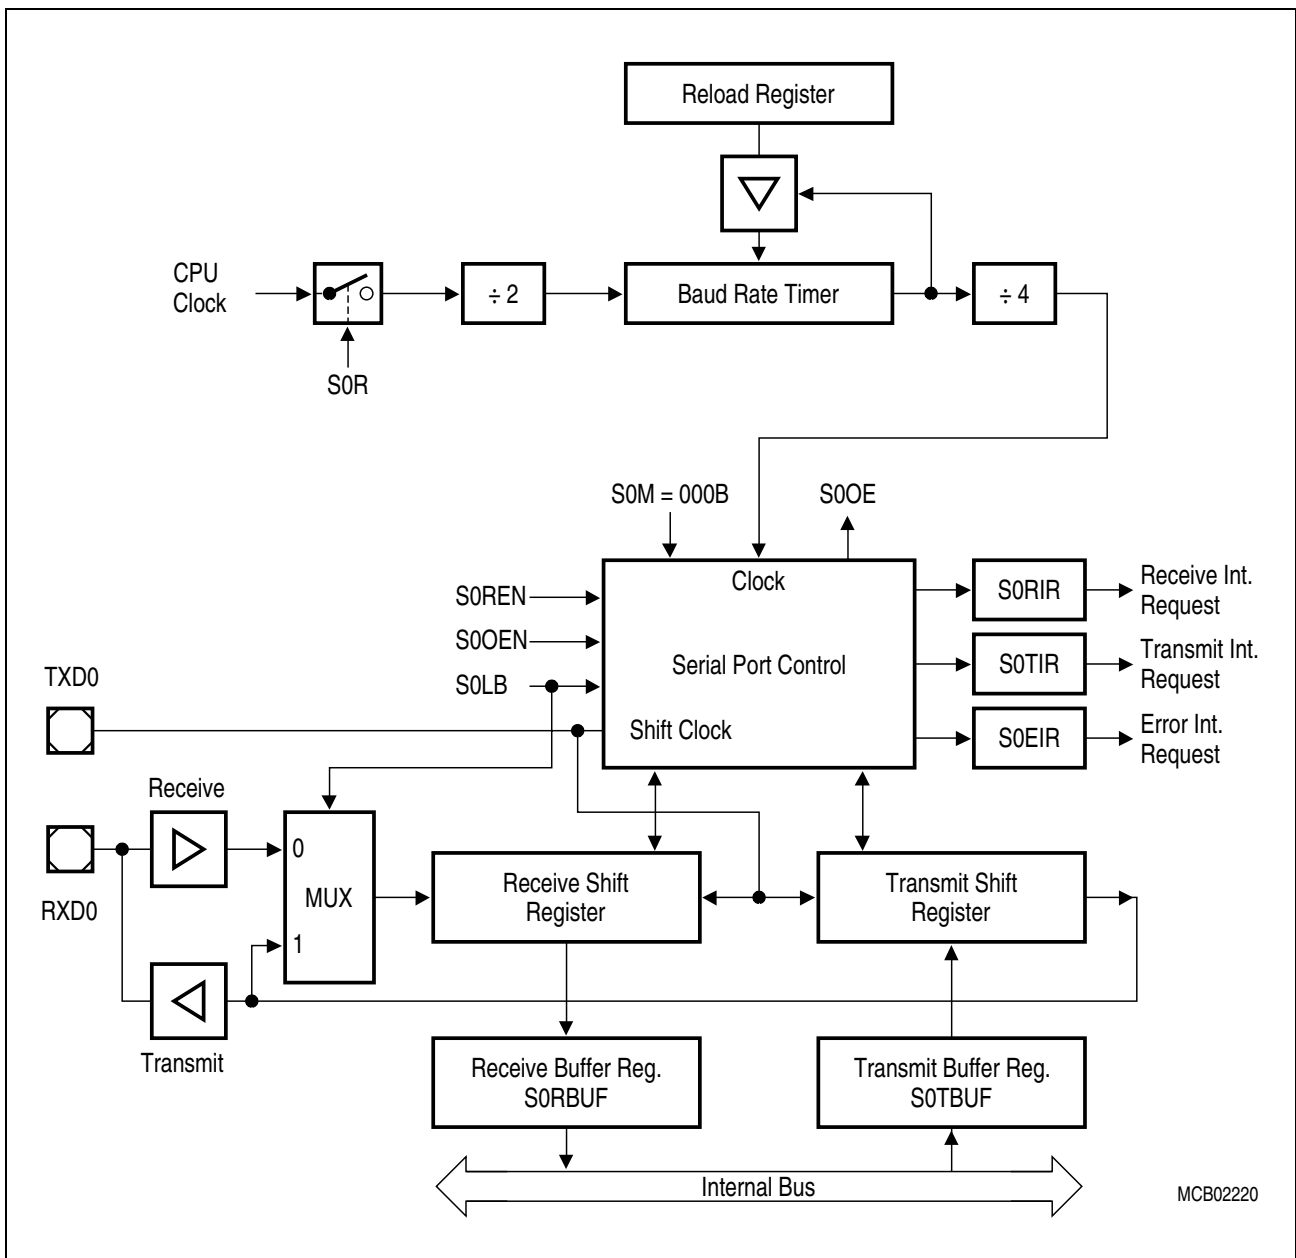 Reload Register
CPU
Clock
÷ 2
Baud Rate Timer
÷ 4
S0R
S0M = 000B
S0OE
Clock
S0REN
S0OEN
S0LB
Serial Port Control
Shift Clock
S0RIR
Receive Int.
Request
S0TIR
Transmit Int.
Request
S0EIR
Error Int.
Request
TXD0
Receive
RXD0
0
MUX
1
Receive Shift
Register
Transmit Shift
Register
Transmit
Receive Buffer Reg.
S0RBUF
Transmit Buffer Reg.
S0TBUF
Internal Bus
MCB02220